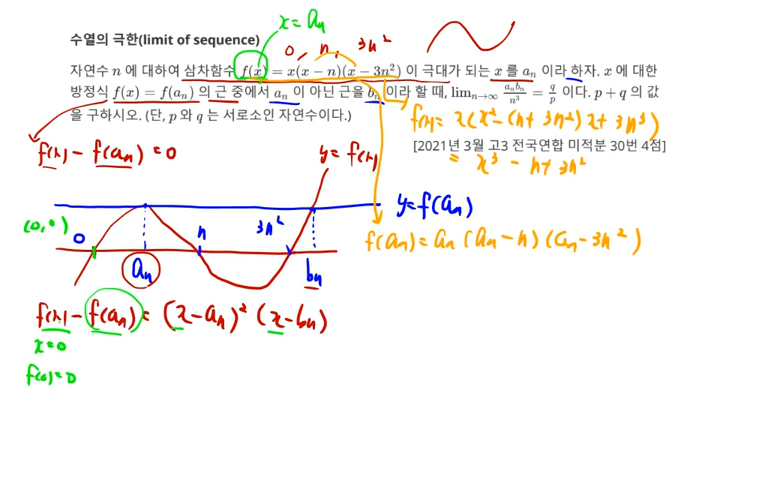 수열의 극한(limit of sequence)
x = aₙ
0, n, 3n²
자연수 n 에 대하여 삼차함수 f(x) = x(x − n)(x − 3n²) 이 극대가 되는 x 를 aₙ 이라 하자. x 에 대한
방정식 f(x) = f(aₙ) 의 근 중에서 aₙ 이 아닌 근을 bₙ 이라 할 때, limₙ→∞ aₙbₙ/n³ = q/p 이다. p + q 의 값
을 구하시오. (단, p 와 q 는 서로소인 자연수이다.)
f(x) = x(x² − (n + 3n²)x + 3n³)
[2021년 3월 고3 전국연합 미적분 30번 4점]
= x³ − n + 3n²
f(x) − f(aₙ) = 0
y = f(x)
y = f(aₙ)
(0,0)
0
n
3n²
f(aₙ) = aₙ (aₙ − n) (aₙ − 3n²)
aₙ
bₙ
f(x) − f(aₙ) = (x − aₙ)² (x − bₙ)
x = 0
f(0) = 0